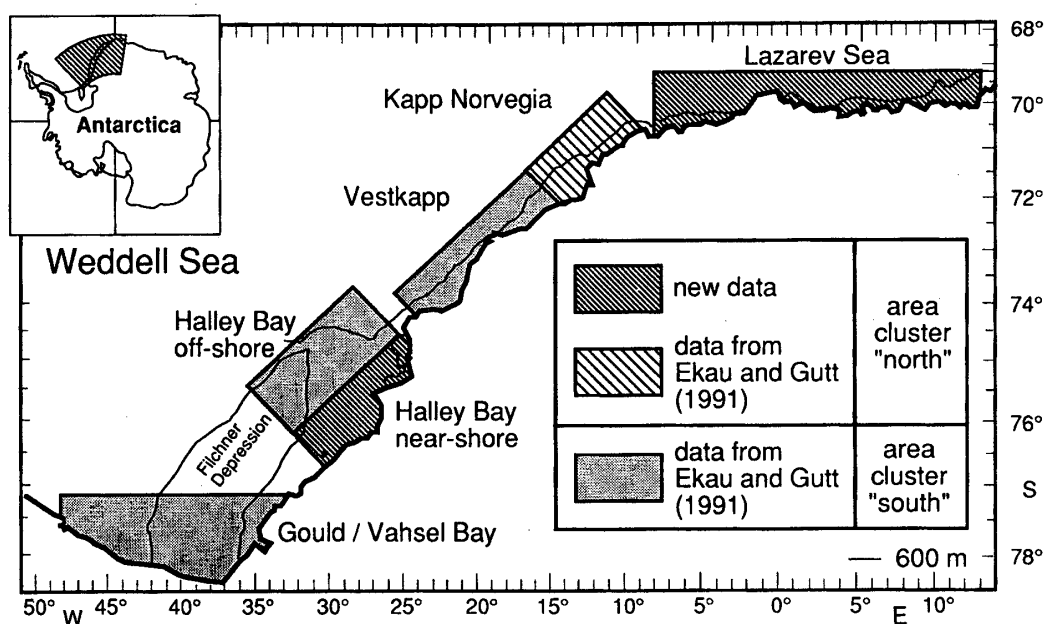 Antarctica
Weddell Sea
Lazarev Sea
Kapp Norvegia
Vestkapp
Halley Bay
off-shore
Halley Bay
near-shore
Filchner
Depression
Gould / Vahsel Bay
new data
data from
Ekau and Gutt
(1991)
area
cluster
"north"
data from
Ekau and Gutt
(1991)
area
cluster
"south"
600 m
68°
70°
72°
74°
76°
S
78°
50° W 45° 40° 35° 30° 25° 20° 15° 10° 5° 0° 5° E 10°